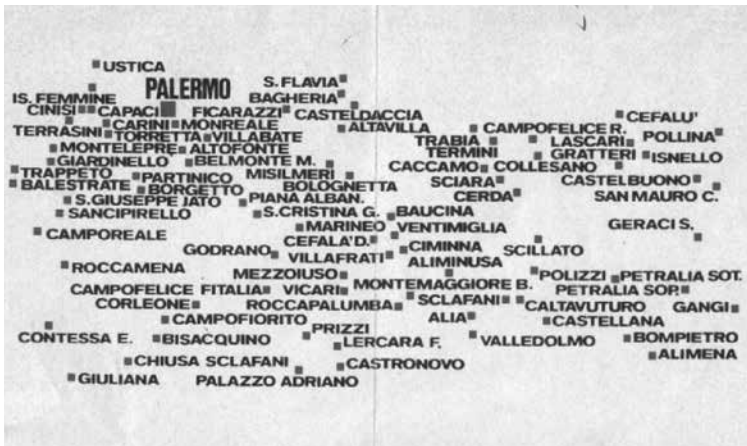 USTICA
PALERMO
S. FLAVIA
IS. FEMMINE
BAGHERIA
CINISI CAPACI FICARAZZI CASTELDACCIA
CEFALU'
TERRASINI CARINI MONREALE ALTAVILLA CAMPOFELICE R. POLLINA
TORRETTA VILLABATE TRABIA LASCARI
MONTELEPRE ALTOFONTE TERMINI GRATTERI ISNELLO
GIARDINELLO BELMONTE M. CACCAMO COLLESANO
TRAPPETO PARTINICO MISILMERI SCIARA CASTELBUONO
BALESTRATE BORGETTO BOLOGNETTA CERDA SAN MAURO C.
S. GIUSEPPE JATO PIANA ALBAN.
SANCIPIRELLO S. CRISTINA G. BAUCINA
CAMPOREALE MARINEO VENTIMIGLIA GERACI S.
CEFALA' D. CIMINNA SCILLATO
GODRANO VILLAFRATI ALIMINUSA
ROCCAMENA MEZZOIUSO POLIZZI PETRALIA SOT.
CAMPOFELICE FITALIA VICARI MONTEMAGGIORE B. PETRALIA SOP.
CORLEONE ROCCAPALUMBA SCLAFANI CALTAVUTURO GANGI
CAMPOFIORITO ALIA CASTELLANA
CONTESSA E. BISACQUINO PRIZZI LERCARA F. VALLEDOLMO BOMPIETRO
CHIUSA SCLAFANI CASTRONOVO ALIMENA
GIULIANA PALAZZO ADRIANO